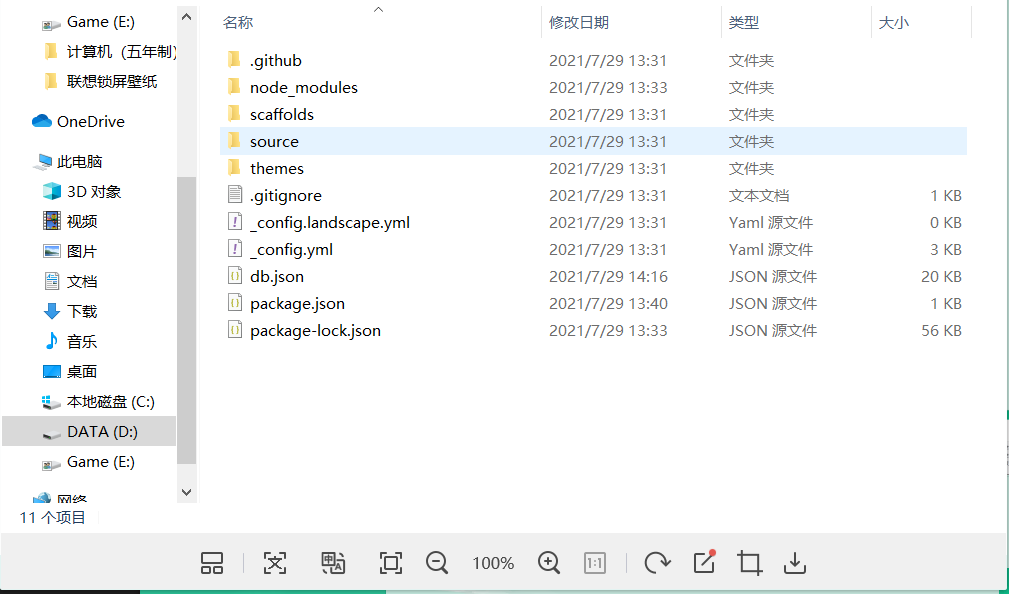 Game (E:)
计算机（五年制）
联想锁屏壁纸
OneDrive
此电脑
3D 对象
视频
图片
文档
下载
音乐
桌面
本地磁盘 (C:)
DATA (D:)
Game (E:)
网络
11 个项目
名称 修改日期 类型 大小
.github 2021/7/29 13:31 文件夹
node_modules 2021/7/29 13:33 文件夹
scaffolds 2021/7/29 13:31 文件夹
source 2021/7/29 13:31 文件夹
themes 2021/7/29 13:31 文件夹
.gitignore 2021/7/29 13:31 文本文档 1 KB
_config.landscape.yml 2021/7/29 13:31 Yaml 源文件 0 KB
_config.yml 2021/7/29 13:31 Yaml 源文件 3 KB
db.json 2021/7/29 14:16 JSON 源文件 20 KB
package.json 2021/7/29 13:40 JSON 源文件 1 KB
package-lock.json 2021/7/29 13:33 JSON 源文件 56 KB
100% 1:1